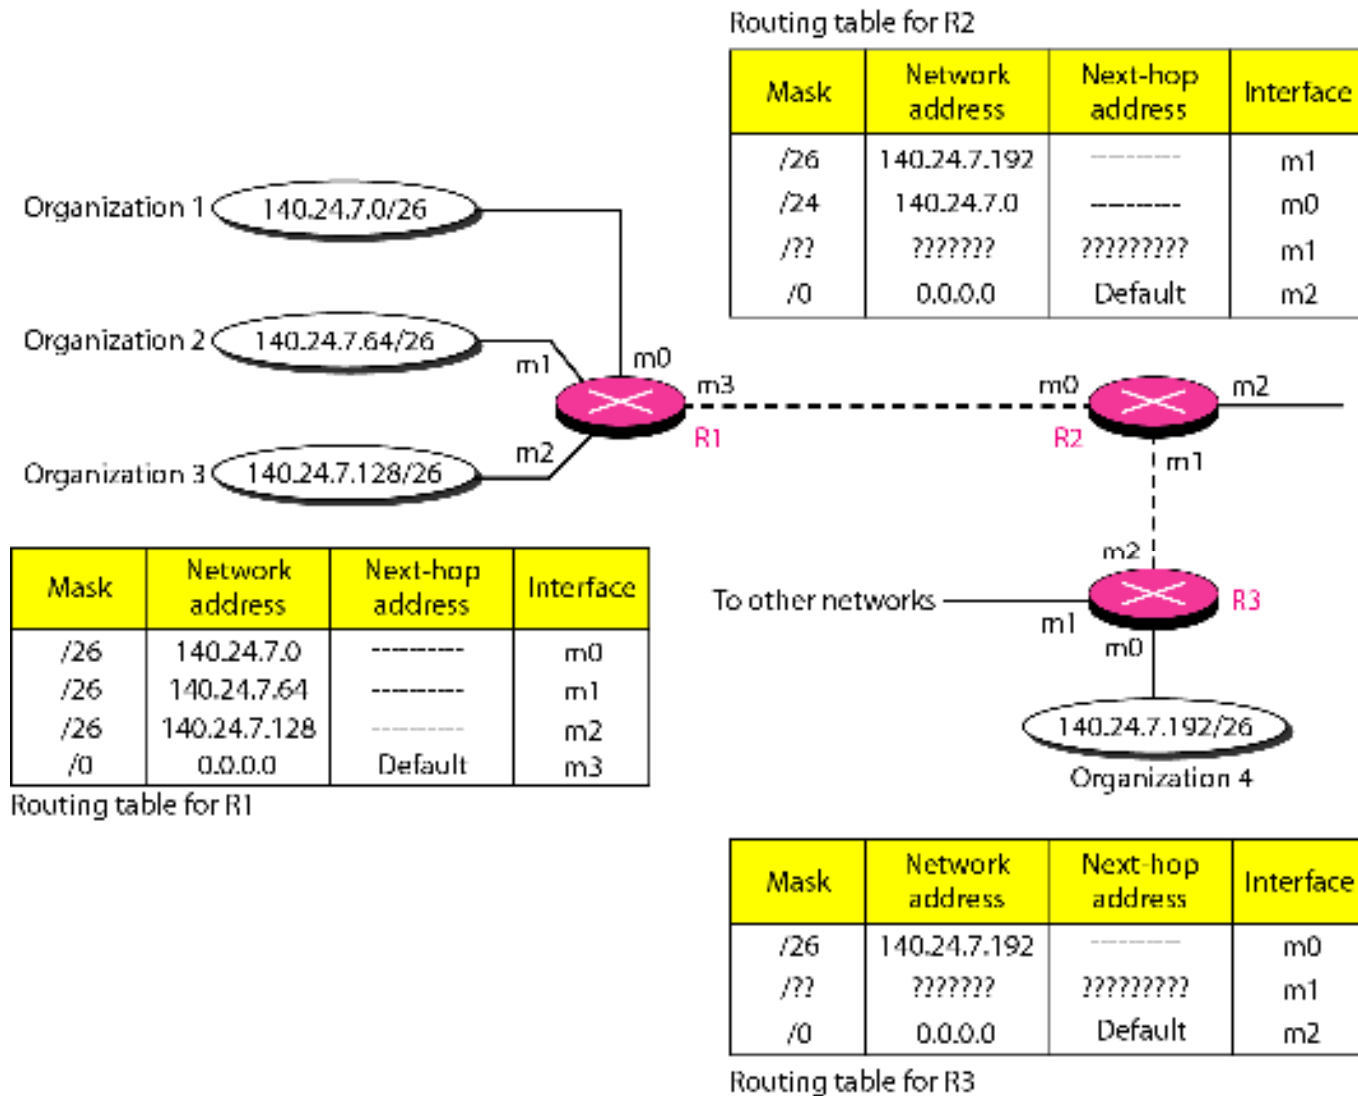 Routing table for R2
Mask Network address Next-hop address Interface
/26 140.24.7.192 ---------- m1
/24 140.24.7.0 ---------- m0
/?? ??????? ????????? m1
/0 0.0.0.0 Default m2
Organization 1 140.24.7.0/26
Organization 2 140.24.7.64/26
Organization 3 140.24.7.128/26
m1 m0
m2
m3
R1
m0 m2
R2
m1
m2
To other networks
m1
R3
m0
140.24.7.192/26
Organization 4
Mask Network address Next-hop address Interface
/26 140.24.7.0 ---------- m0
/26 140.24.7.64 ---------- m1
/26 140.24.7.128 ---------- m2
/0 0.0.0.0 Default m3
Routing table for R1
Mask Network address Next-hop address Interface
/26 140.24.7.192 ---------- m0
/?? ??????? ????????? m1
/0 0.0.0.0 Default m2
Routing table for R3